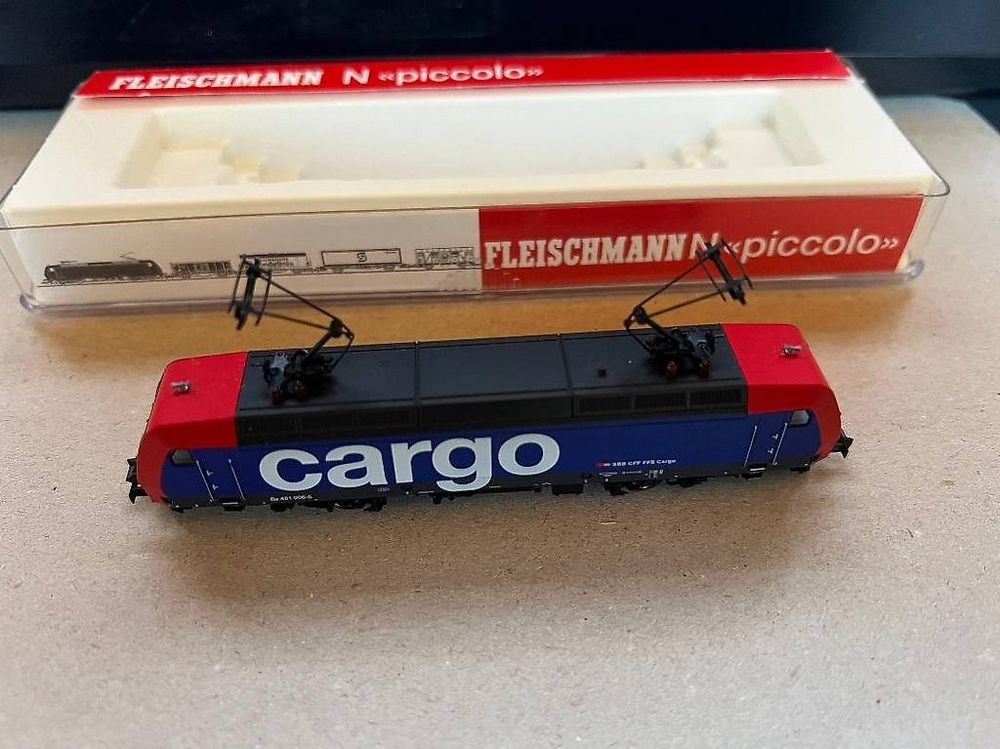 FLEISCHMANN N «piccolo»
FLEISCHMANN N «piccolo»
cargo
SBB CFF FFS Cargo